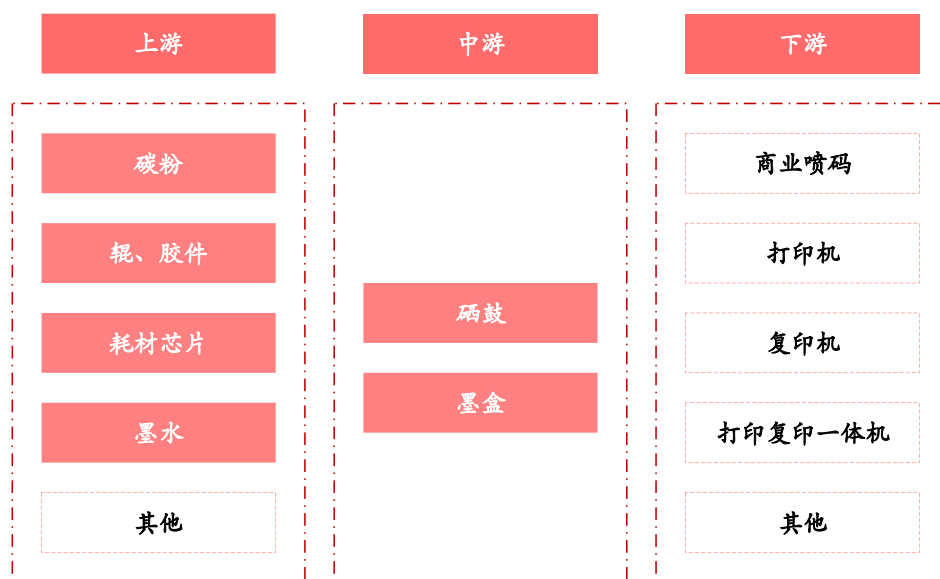 上游
中游
下游
碳粉
辊、胶件
耗材芯片
墨水
其他
硒鼓
墨盒
商业喷码
打印机
复印机
打印复印一体机
其他